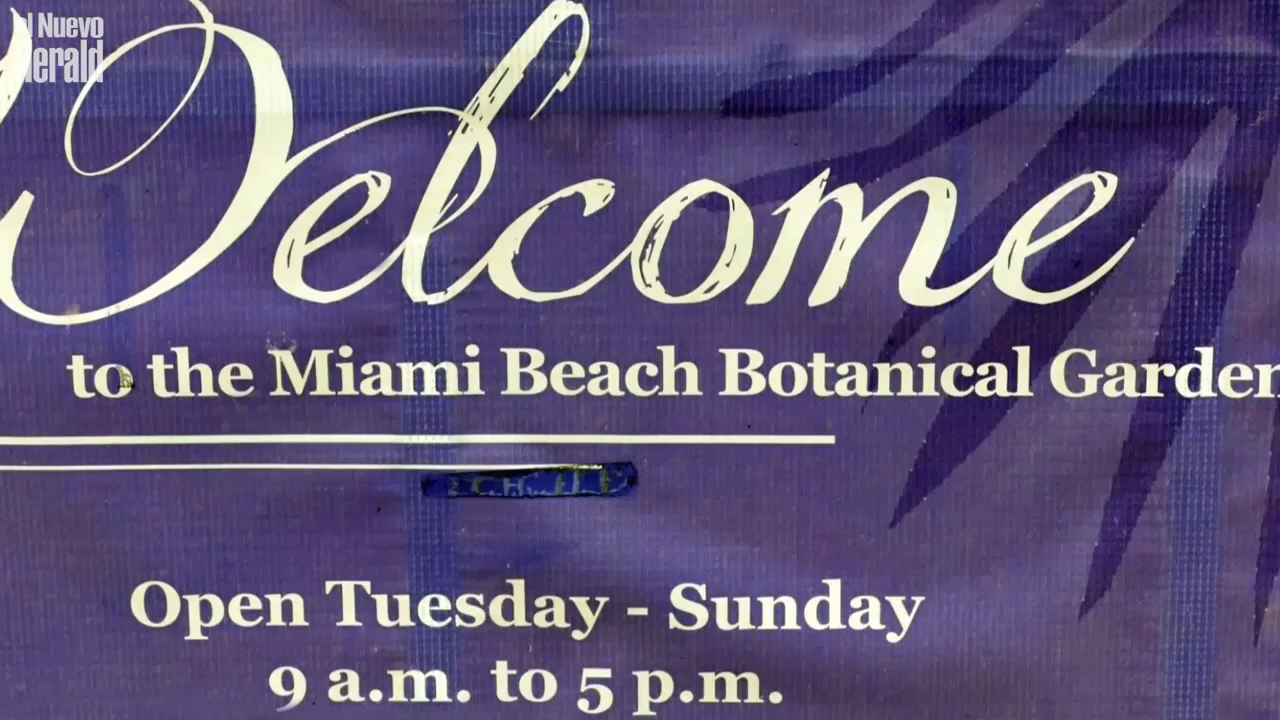 el Nuevo
Herald
Welcome
to the Miami Beach Botanical Garden
Open Tuesday - Sunday
9 a.m. to 5 p.m.